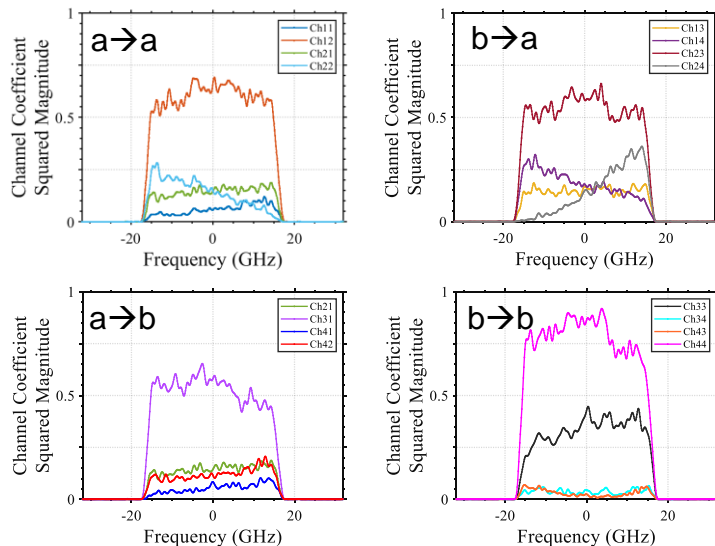 a→a
Ch11
Ch12
Ch21
Ch22
1
0.5
0
-20
0
20
Channel Coefficient
Squared Magnitude
Frequency (GHz)
b→a
Ch13
Ch14
Ch23
Ch24
1
0.5
0
-20
0
20
Channel Coefficient
Squared Magnitude
Frequency (GHz)
a→b
Ch21
Ch31
Ch41
Ch42
1
0.5
0
-20
0
20
Channel Coefficient
Squared Magnitude
Frequency (GHz)
b→b
Ch33
Ch34
Ch43
Ch44
1
0.5
0
-20
0
20
Channel Coefficient
Squared Magnitude
Frequency (GHz)